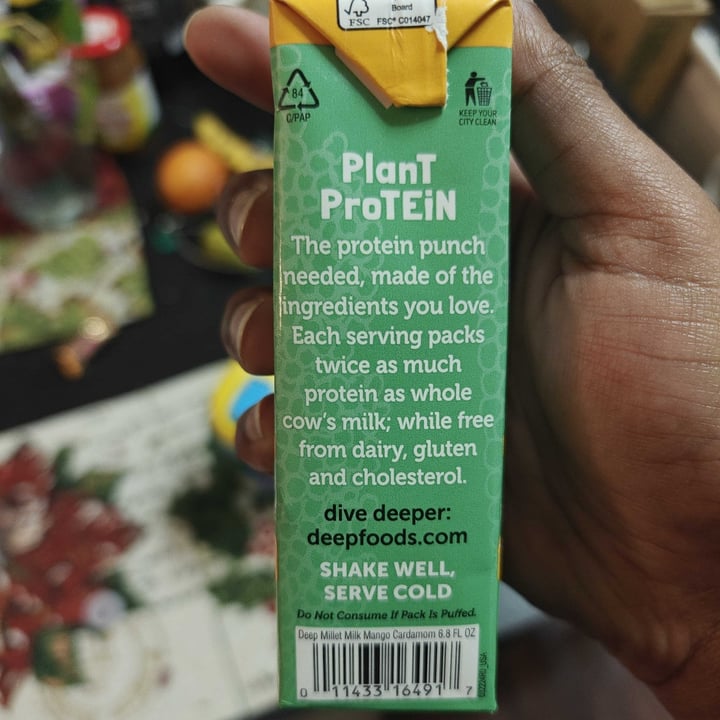 Board
FSC FSC® C014047
84
C/PAP
KEEP YOUR
CITY CLEAN
PlanT
ProTEiN
The protein punch
needed, made of the
ingredients you love.
Each serving packs
twice as much
protein as whole
cow's milk; while free
from dairy, gluten
and cholesterol.
dive deeper:
deepfoods.com
SHAKE WELL,
SERVE COLD
Do Not Consume If Pack Is Puffed.
Deep Millet Milk Mango Cardamom 6.8 FL OZ
0 11433 16491 7